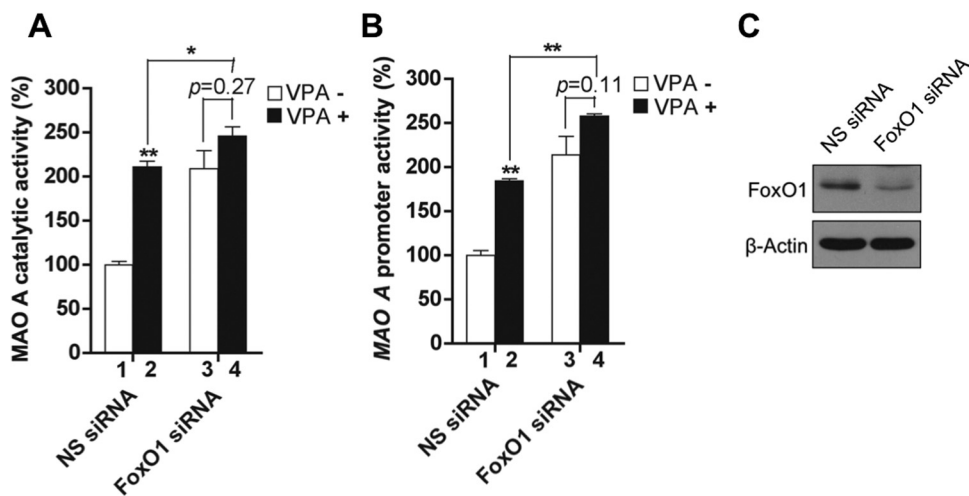 A
MAO A catalytic activity (%)
300
250
200
150
100
50
0
*
p=0.27
**
VPA -
VPA +
1 2 3 4
NS siRNA
FoxO1 siRNA
B
MAO A promoter activity (%)
300
250
200
150
100
50
0
**
p=0.11
**
VPA -
VPA +
1 2 3 4
NS siRNA
FoxO1 siRNA
C
NS siRNA
FoxO1 siRNA
FoxO1
β-Actin